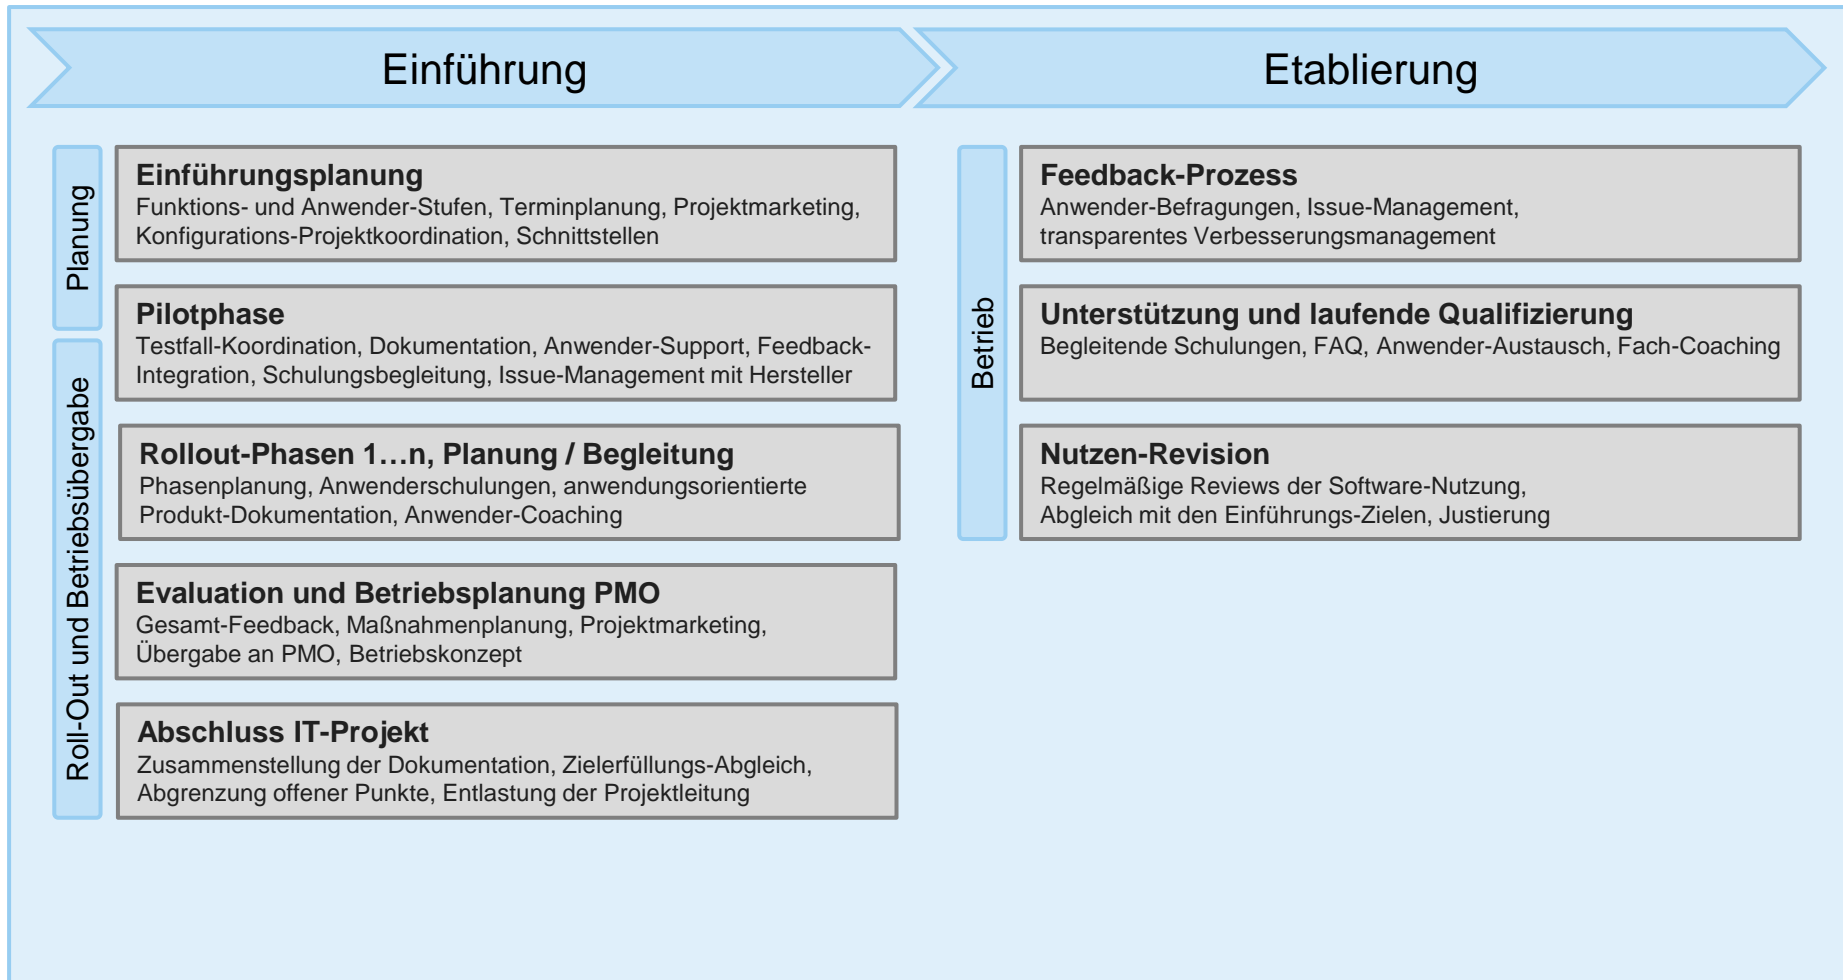 Einführung
Etablierung
Planung
Einführungsplanung
Funktions- und Anwender-Stufen, Terminplanung, Projektmarketing,
Konfigurations-Projektkoordination, Schnittstellen
Pilotphase
Testfall-Koordination, Dokumentation, Anwender-Support, Feedback-
Integration, Schulungsbegleitung, Issue-Management mit Hersteller
Roll-Out und Betriebsübergabe
Rollout-Phasen 1…n, Planung / Begleitung
Phasenplanung, Anwenderschulungen, anwendungsorientierte
Produkt-Dokumentation, Anwender-Coaching
Evaluation und Betriebsplanung PMO
Gesamt-Feedback, Maßnahmenplanung, Projektmarketing,
Übergabe an PMO, Betriebskonzept
Abschluss IT-Projekt
Zusammenstellung der Dokumentation, Zielerfüllungs-Abgleich,
Abgrenzung offener Punkte, Entlastung der Projektleitung
Betrieb
Feedback-Prozess
Anwender-Befragungen, Issue-Management,
transparentes Verbesserungsmanagement
Unterstützung und laufende Qualifizierung
Begleitende Schulungen, FAQ, Anwender-Austausch, Fach-Coaching
Nutzen-Revision
Regelmäßige Reviews der Software-Nutzung,
Abgleich mit den Einführungs-Zielen, Justierung